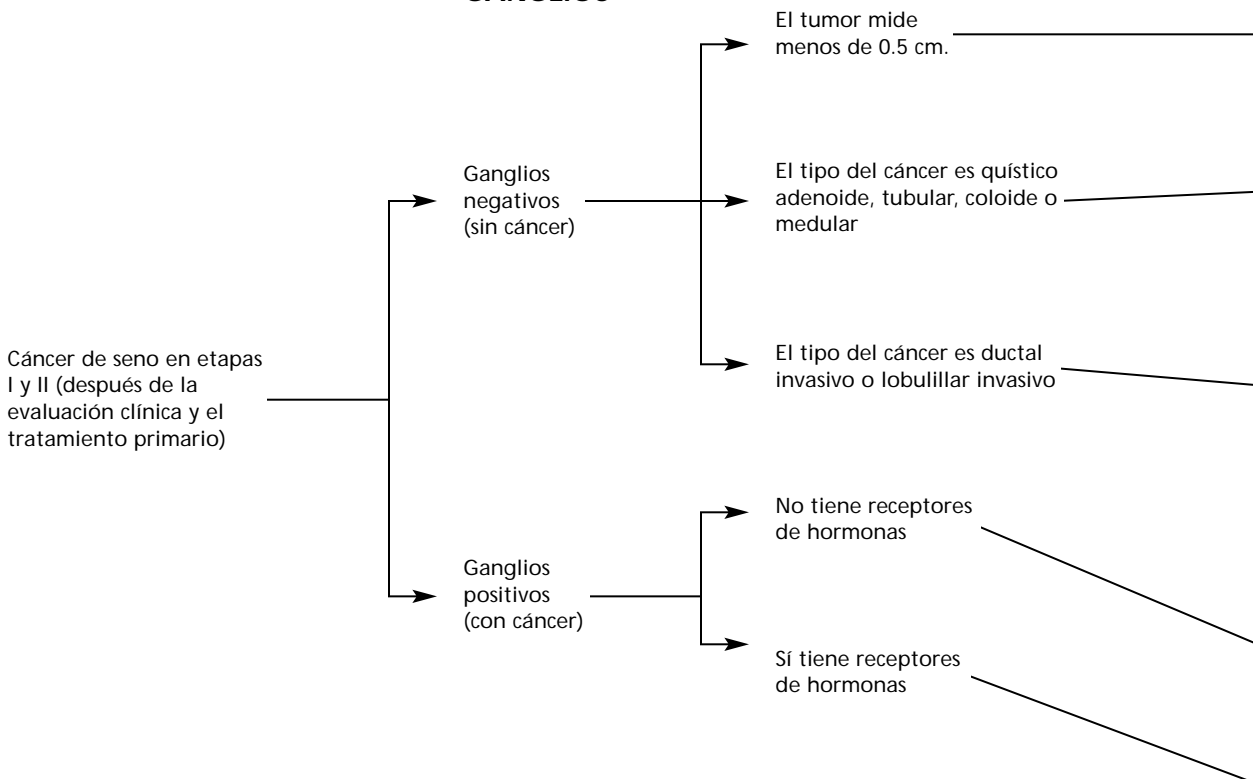 GANGLIOS
El tumor mide
menos de 0.5 cm.
Ganglios
negativos
(sin cáncer)
El tipo del cáncer es quístico
adenoide, tubular, coloide o
medular
El tipo del cáncer es ductal
invasivo o lobulillar invasivo
Cáncer de seno en etapas
I y II (después de la
evaluación clínica y el
tratamiento primario)
No tiene receptores
de hormonas
Ganglios
positivos
(con cáncer)
Sí tiene receptores
de hormonas